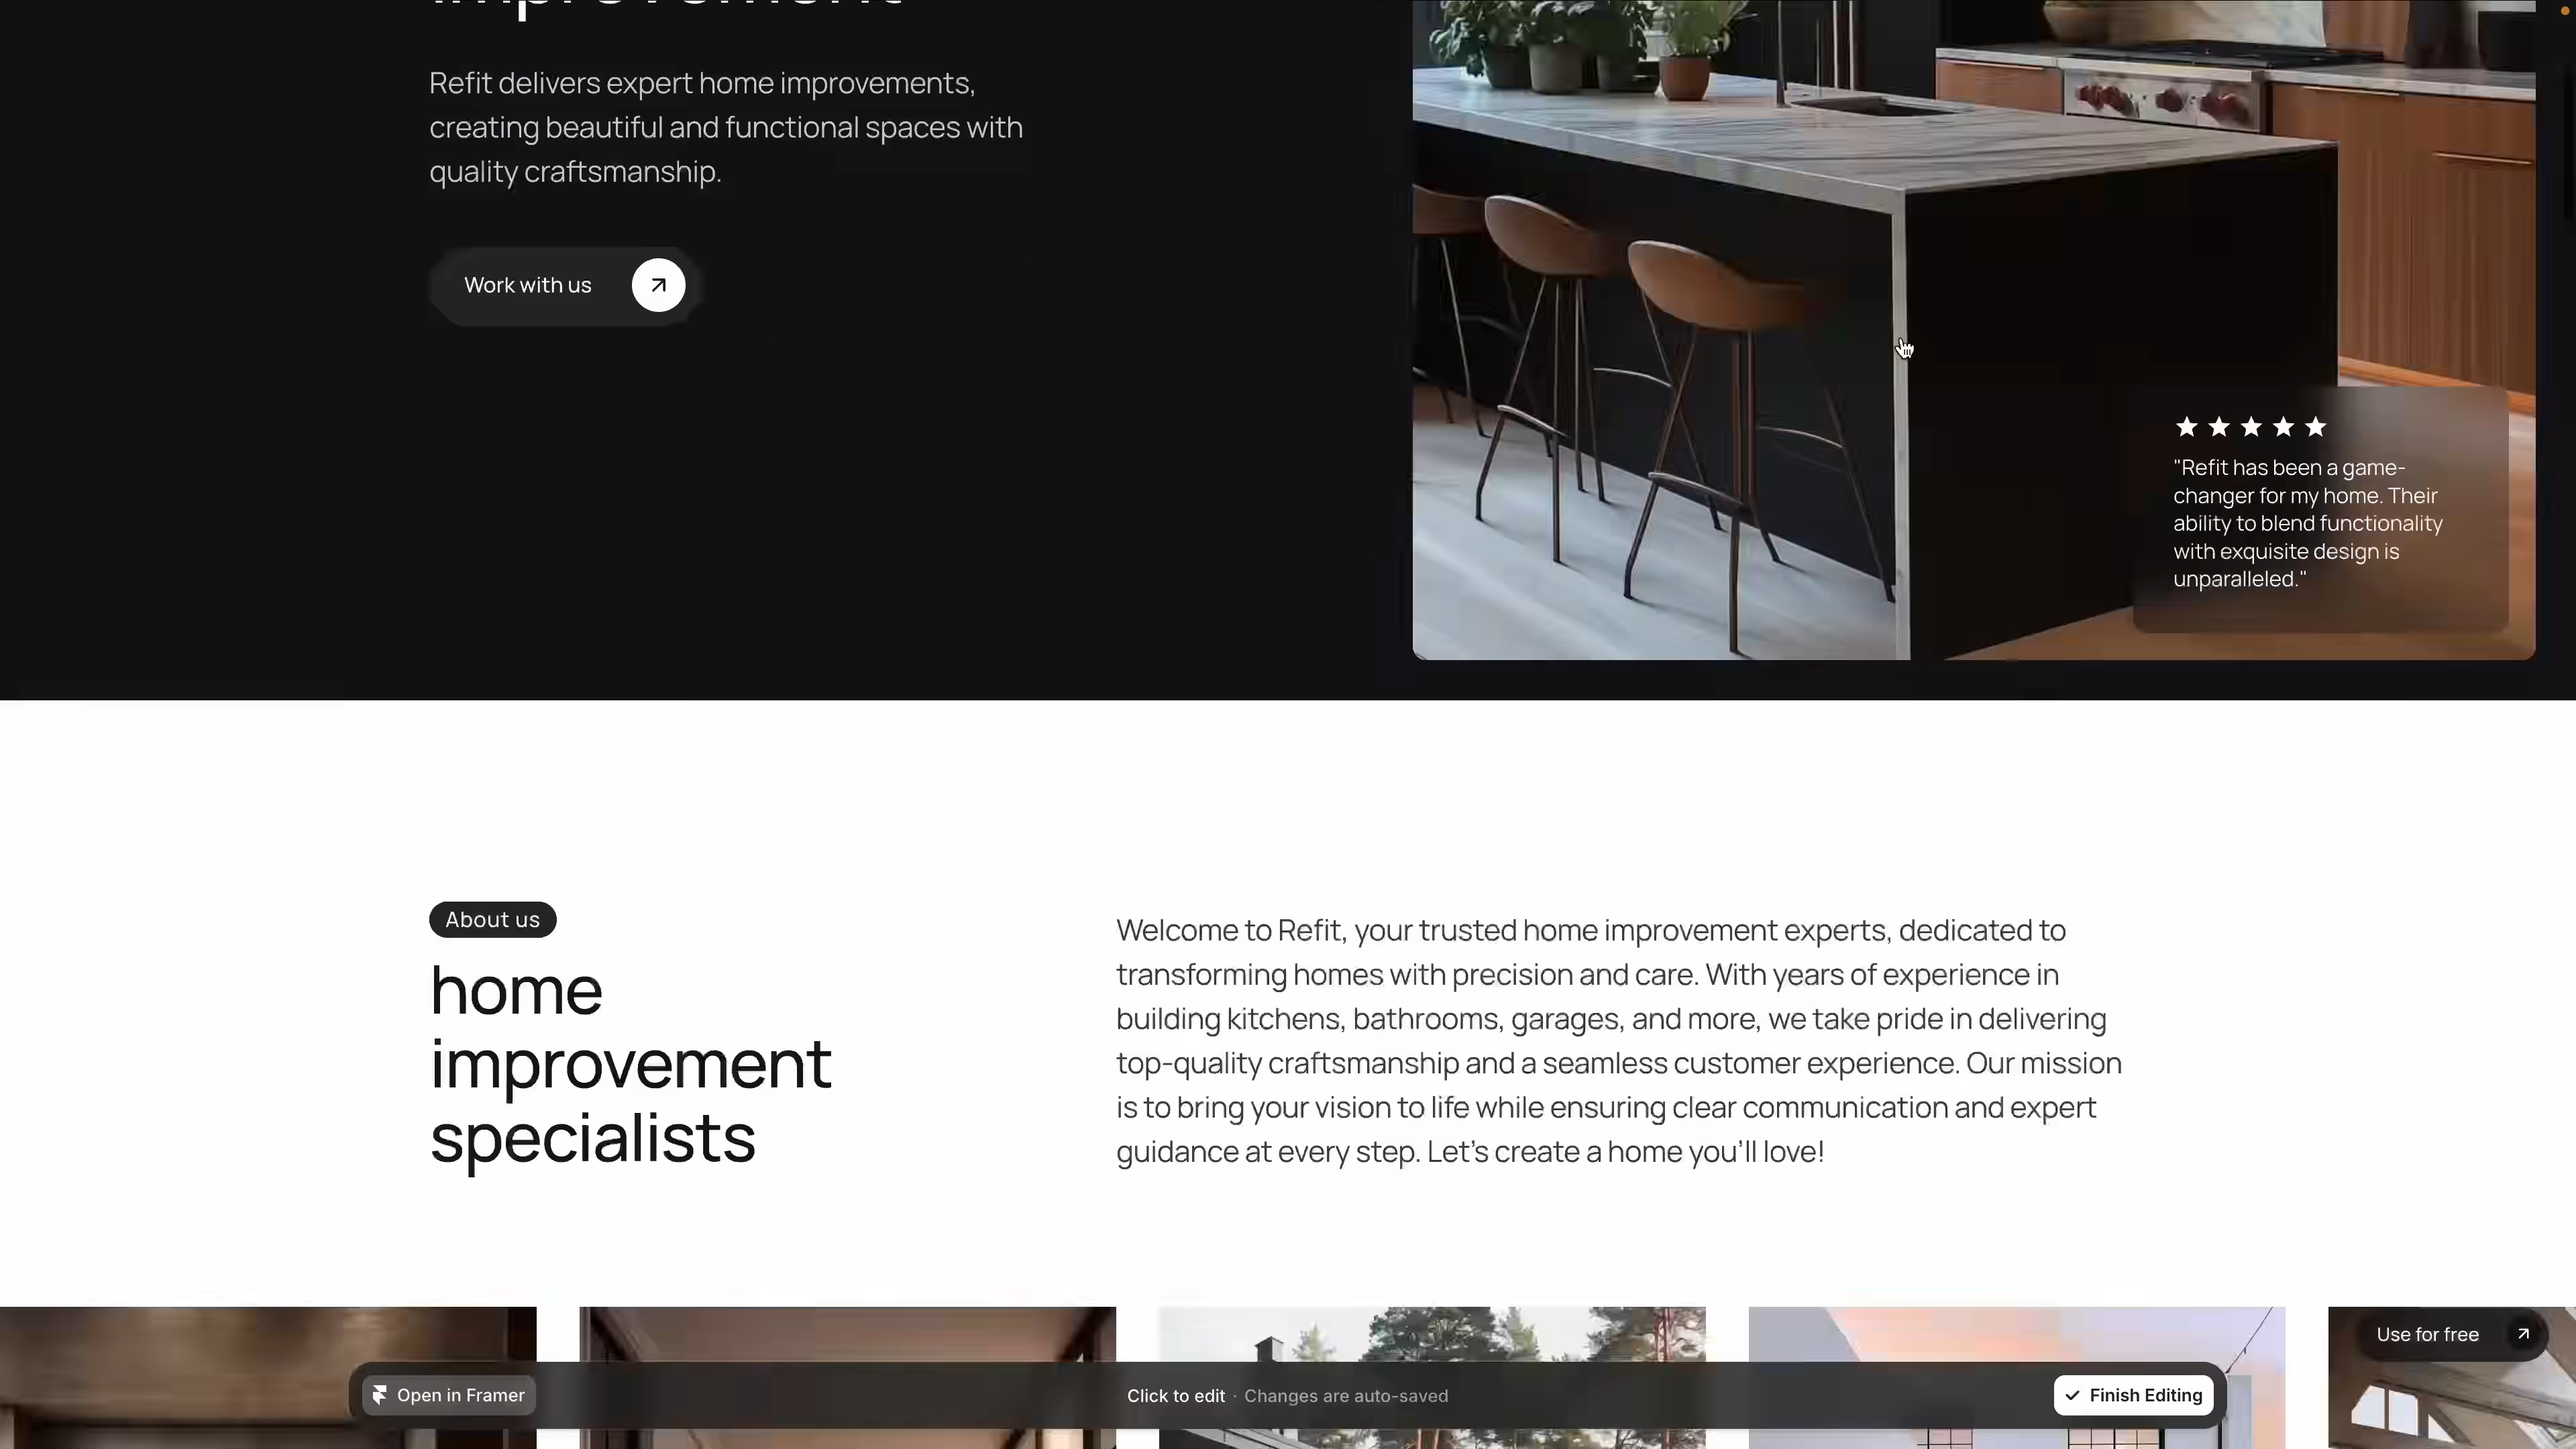 improvement
Refit delivers expert home improvements,
creating beautiful and functional spaces with
quality craftsmanship.
Work with us
"Refit has been a game-
changer for my home. Their
ability to blend functionality
with exquisite design is
unparalleled."
About us
home
improvement
specialists
Welcome to Refit, your trusted home improvement experts, dedicated to
transforming homes with precision and care. With years of experience in
building kitchens, bathrooms, garages, and more, we take pride in delivering
top-quality craftsmanship and a seamless customer experience. Our mission
is to bring your vision to life while ensuring clear communication and expert
guidance at every step. Let’s create a home you’ll love!
Use for free
Open in Framer
Click to edit · Changes are auto-saved
Finish Editing